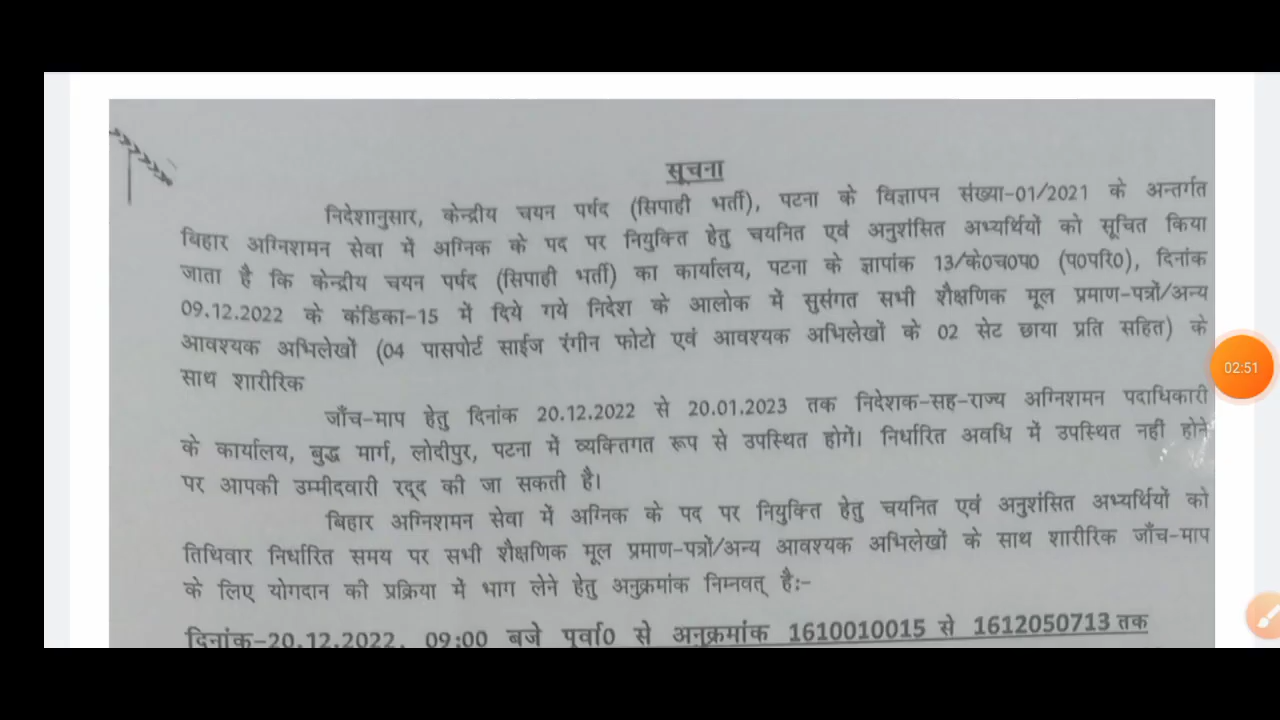 सूचना
निदेशानुसार, केन्द्रीय चयन पर्षद (सिपाही भर्ती), पटना के विज्ञापन संख्या-01/2021 के अन्तर्गत
बिहार अग्निशमन सेवा में अग्निक के पद पर नियुक्ति हेतु चयनित एवं अनुशंसित अभ्यर्थियों को सूचित किया
जाता है कि केन्द्रीय चयन पर्षद (सिपाही भर्ती) का कार्यालय, पटना के ज्ञापांक 13/के0च0प0 (प0परि0), दिनांक
09.12.2022 के कंडिका-15 में दिये गये निदेश के आलोक में सुसंगत सभी शैक्षणिक मूल प्रमाण-पत्रों/अन्य
आवश्यक अभिलेखों (04 पासपोर्ट साईज रंगीन फोटो एवं आवश्यक अभिलेखों के 02 सेट छाया प्रति सहित) के
साथ शारीरिक
जाँच-माप हेतु दिनांक 20.12.2022 से 20.01.2023 तक निदेशक-सह-राज्य अग्निशमन पदाधिकारी
के कार्यालय, बुद्ध मार्ग, लोदीपुर, पटना में व्यक्तिगत रूप से उपस्थित होगें। निर्धारित अवधि में उपस्थित नहीं होने
पर आपकी उम्मीदवारी रद्द की जा सकती है।
बिहार अग्निशमन सेवा में अग्निक के पद पर नियुक्ति हेतु चयनित एवं अनुशंसित अभ्यर्थियों को
तिथिवार निर्धारित समय पर सभी शैक्षणिक मूल प्रमाण-पत्रों/अन्य आवश्यक अभिलेखों के साथ शारीरिक जाँच-माप
के लिए योगदान की प्रक्रिया में भाग लेने हेतु अनुक्रमांक निम्नवत् है:-
दिनांक-20.12.2022, 09:00 बजे पूर्वा0 से अनुक्रमांक 1610010015 से 1612050713 तक
02:51